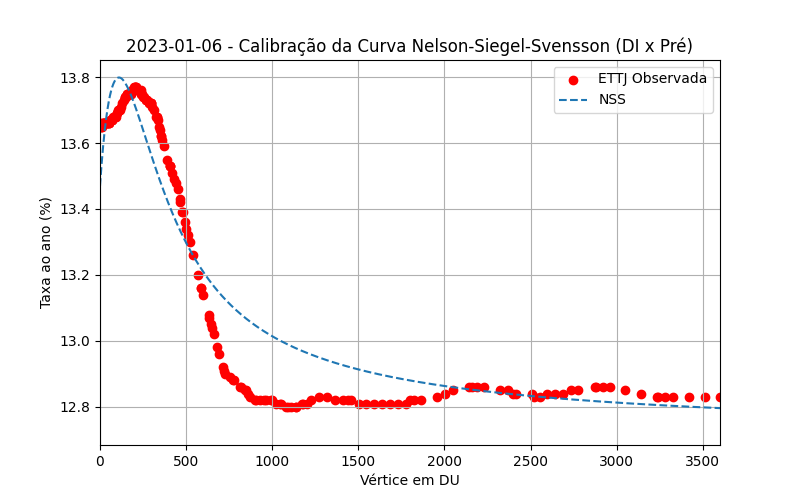 2023-01-06 - Calibração da Curva Nelson-Siegel-Svensson (DI x Pré)
ETTJ Observada
NSS
Taxa ao ano (%)
13.8
13.6
13.4
13.2
13.0
12.8
0 500 1000 1500 2000 2500 3000 3500
Vértice em DU